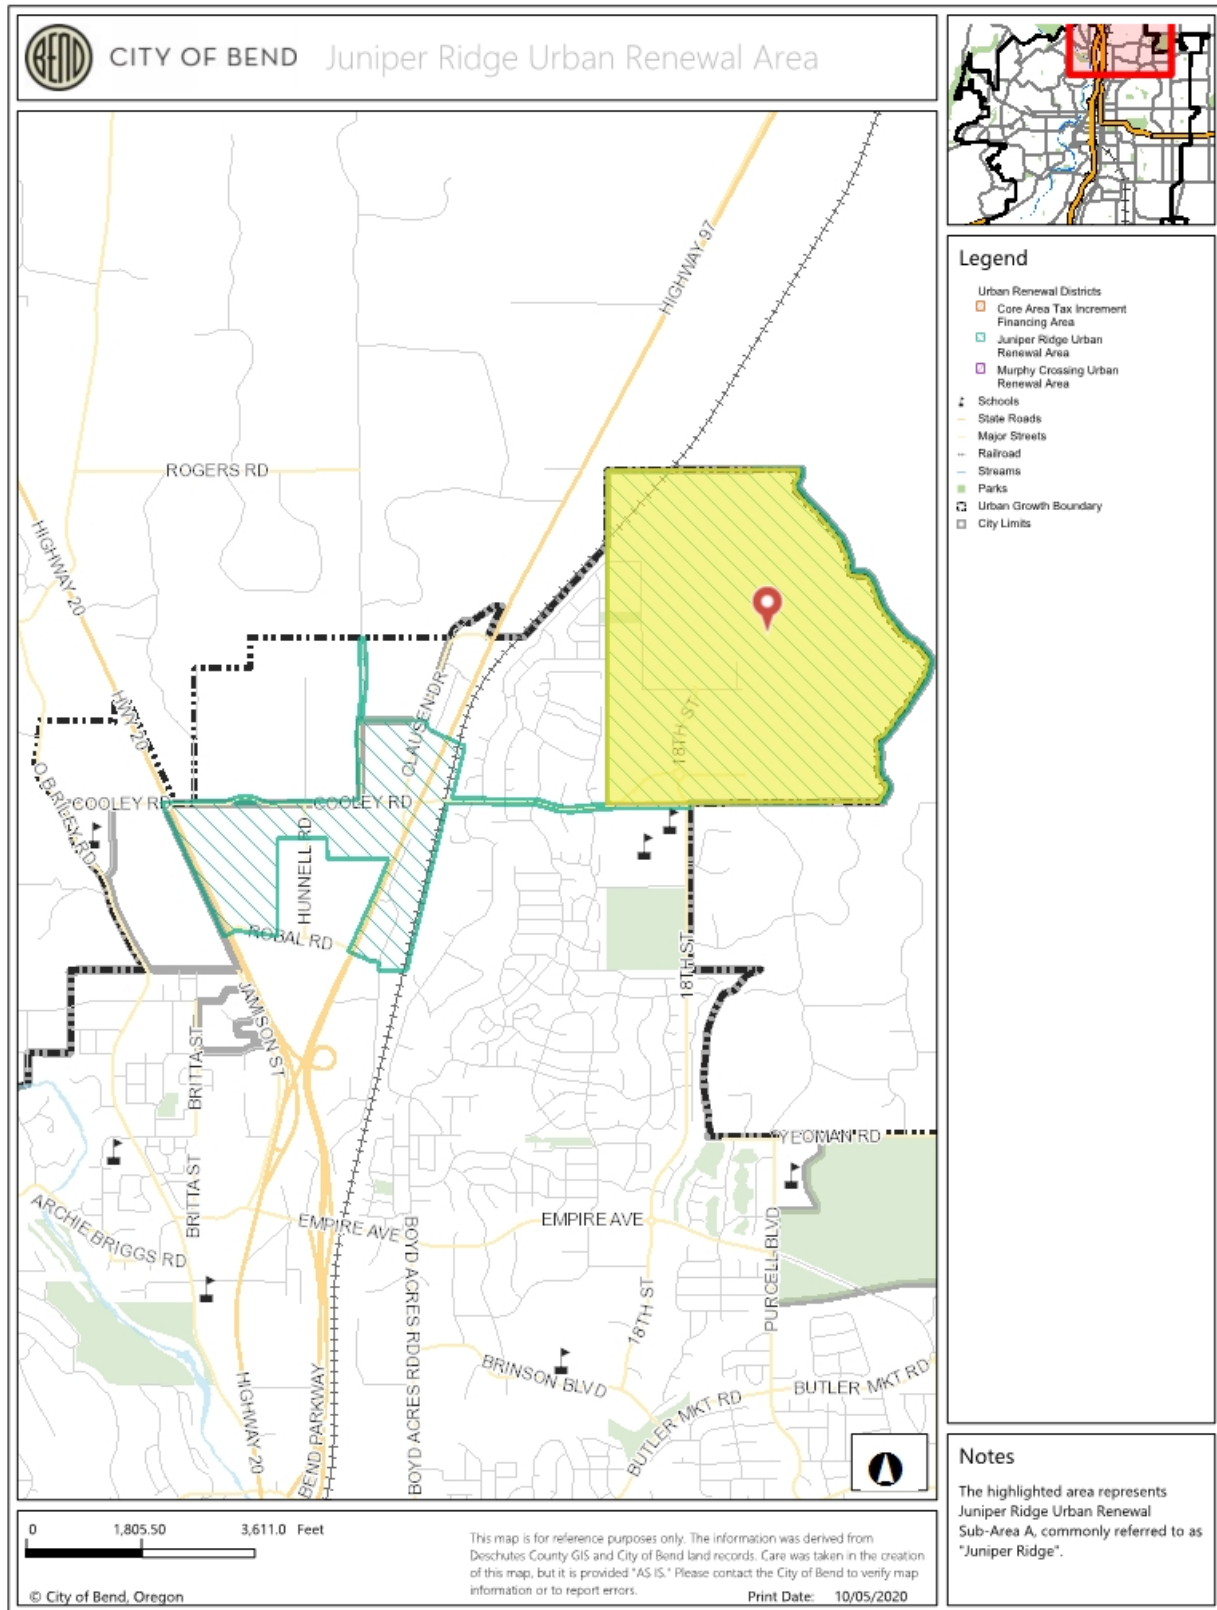 BEND CITY OF BEND Juniper Ridge Urban Renewal Area
HIGHWAY 97
ROGERS RD
HIGHWAY 20
HWY 20
CLAUSEN DR
18TH ST
O B RILEY RD
COOLEY RD
COOLEY RD
HUNNELL RD
ROBAL RD
18TH ST
JAMISON ST
BRITTA ST
YEOMAN RD
BRITTA ST
ARCHIE BRIGGS RD
EMPIRE AVE
EMPIRE AVE
BOYD ACRES RD
PURCELL BLVD
18TH ST
BRINSON BLVD
BUTLER MKT RD
BUTLER MKT RD
HIGHWAY 20
BEND PARKWAY
BOYD ACRES RD
Legend
Urban Renewal Districts
Core Area Tax Increment
Financing Area
Juniper Ridge Urban
Renewal Area
Murphy Crossing Urban
Renewal Area
Schools
State Roads
Major Streets
Railroad
Streams
Parks
Urban Growth Boundary
City Limits
Notes
The highlighted area represents
Juniper Ridge Urban Renewal
Sub-Area A, commonly referred to as
"Juniper Ridge".
0 1,805.50 3,611.0 Feet
© City of Bend, Oregon
This map is for reference purposes only. The information was derived from
Deschutes County GIS and City of Bend land records. Care was taken in the creation
of this map, but it is provided "AS IS." Please contact the City of Bend to verify map
information or to report errors.
Print Date: 10/05/2020